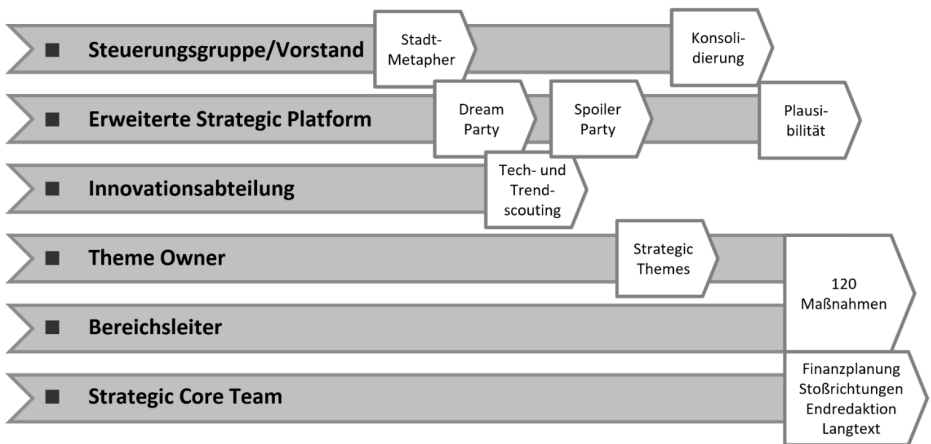 Steuerungsgruppe/Vorstand
Stadt-
Metapher
Konsoli-
dierung
Erweiterte Strategic Platform
Dream
Party
Spoiler
Party
Plausi-
bilität
Innovationsabteilung
Tech- und
Trend-
scouting
Theme Owner
Strategic
Themes
120
Maßnahmen
Bereichsleiter
Strategic Core Team
Finanzplanung
Stoßrichtungen
Endredaktion
Langtext